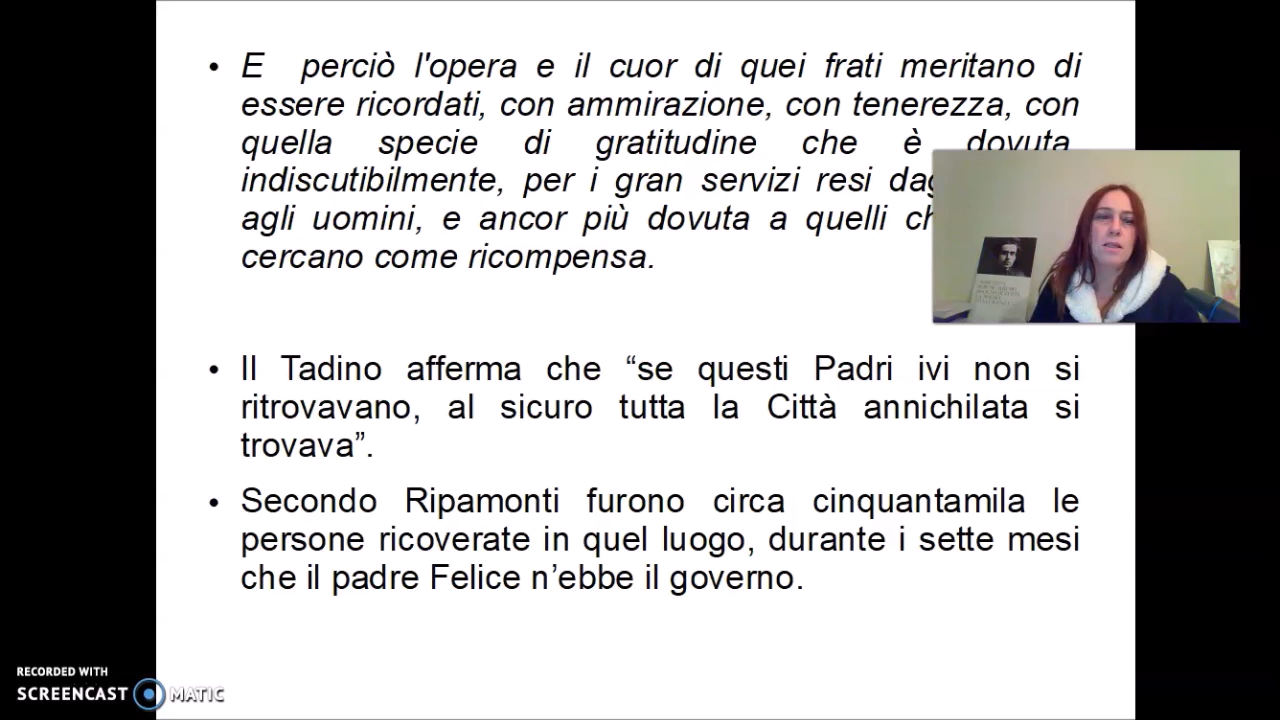 • E perciò l'opera e il cuor di quei frati meritano di
essere ricordati, con ammirazione, con tenerezza, con
quella specie di gratitudine che è dovuta,
indiscutibilmente, per i gran servizi resi
agli uomini, e ancor più dovuta a quelli
cercano come ricompensa.
• Il Tadino afferma che “se questi Padri ivi non si
ritrovavano, al sicuro tutta la Città annichilata si
trovava”.
• Secondo Ripamonti furono circa cinquantamila le
persone ricoverate in quel luogo, durante i sette mesi
che il padre Felice n’ebbe il governo.
RECORDED WITH
SCREENCAST MATIC